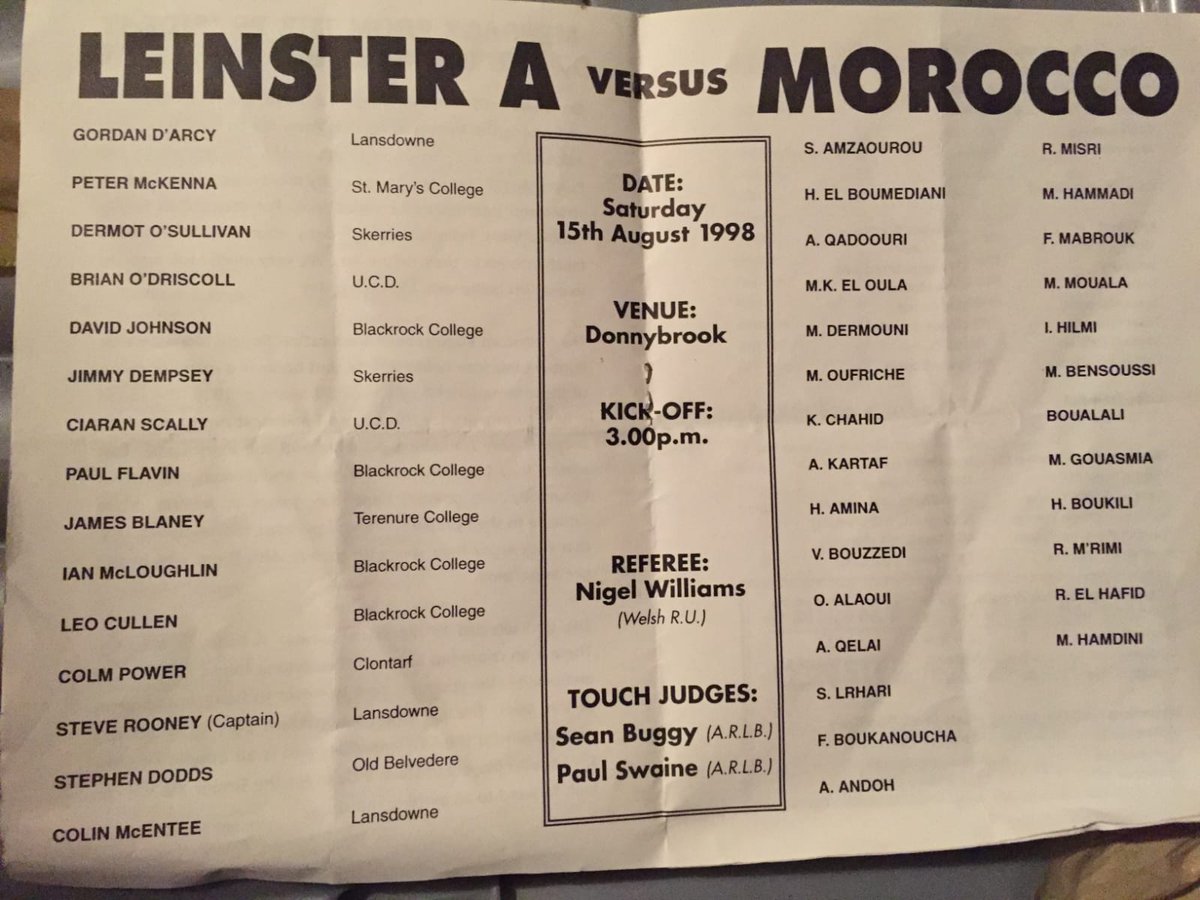 LEINSTER A VERSUS MOROCCO
GORDAN D'ARCY Lansdowne
PETER McKENNA St. Mary's College
DERMOT O'SULLIVAN Skerries
BRIAN O'DRISCOLL U.C.D.
DAVID JOHNSON Blackrock College
JIMMY DEMPSEY Skerries
CIARAN SCALLY U.C.D.
PAUL FLAVIN Blackrock College
JAMES BLANEY Terenure College
IAN McLOUGHLIN Blackrock College
LEO CULLEN Blackrock College
COLM POWER Clontarf
STEVE ROONEY (Captain) Lansdowne
STEPHEN DODDS Old Belvedere
COLIN McENTEE Lansdowne
DATE:
Saturday
15th August 1998
VENUE:
Donnybrook
KICK-OFF:
3.00p.m.
REFEREE:
Nigel Williams
(Welsh R.U.)
TOUCH JUDGES:
Sean Buggy (A.R.L.B.)
Paul Swaine (A.R.L.B.)
S. AMZAOUROU
H. EL BOUMEDIANI
A. QADOOURI
M.K. EL OULA
M. DERMOUNI
M. OUFRICHE
K. CHAHID
A. KARTAF
H. AMINA
V. BOUZZEDI
O. ALAOUI
A. QELAI
S. LRHARI
F. BOUKANOUCHA
A. ANDOH
R. MISRI
M. HAMMADI
F. MABROUK
M. MOUALA
I. HILMI
M. BENSOUSSI
BOUALALI
M. GOUASMIA
H. BOUKILI
R. M'RIMI
R. EL HAFID
M. HAMDINI